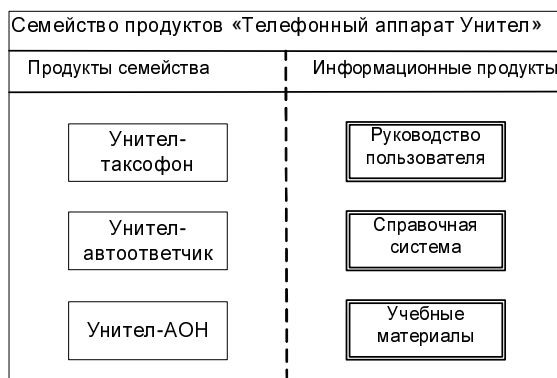 Семейство продуктов «Телефонный аппарат Унител»
Продукты семейства
Информационные продукты
Унител-
таксофон
Руководство
пользователя
Унител-
автоответчик
Справочная
система
Унител-АОН
Учебные
материалы